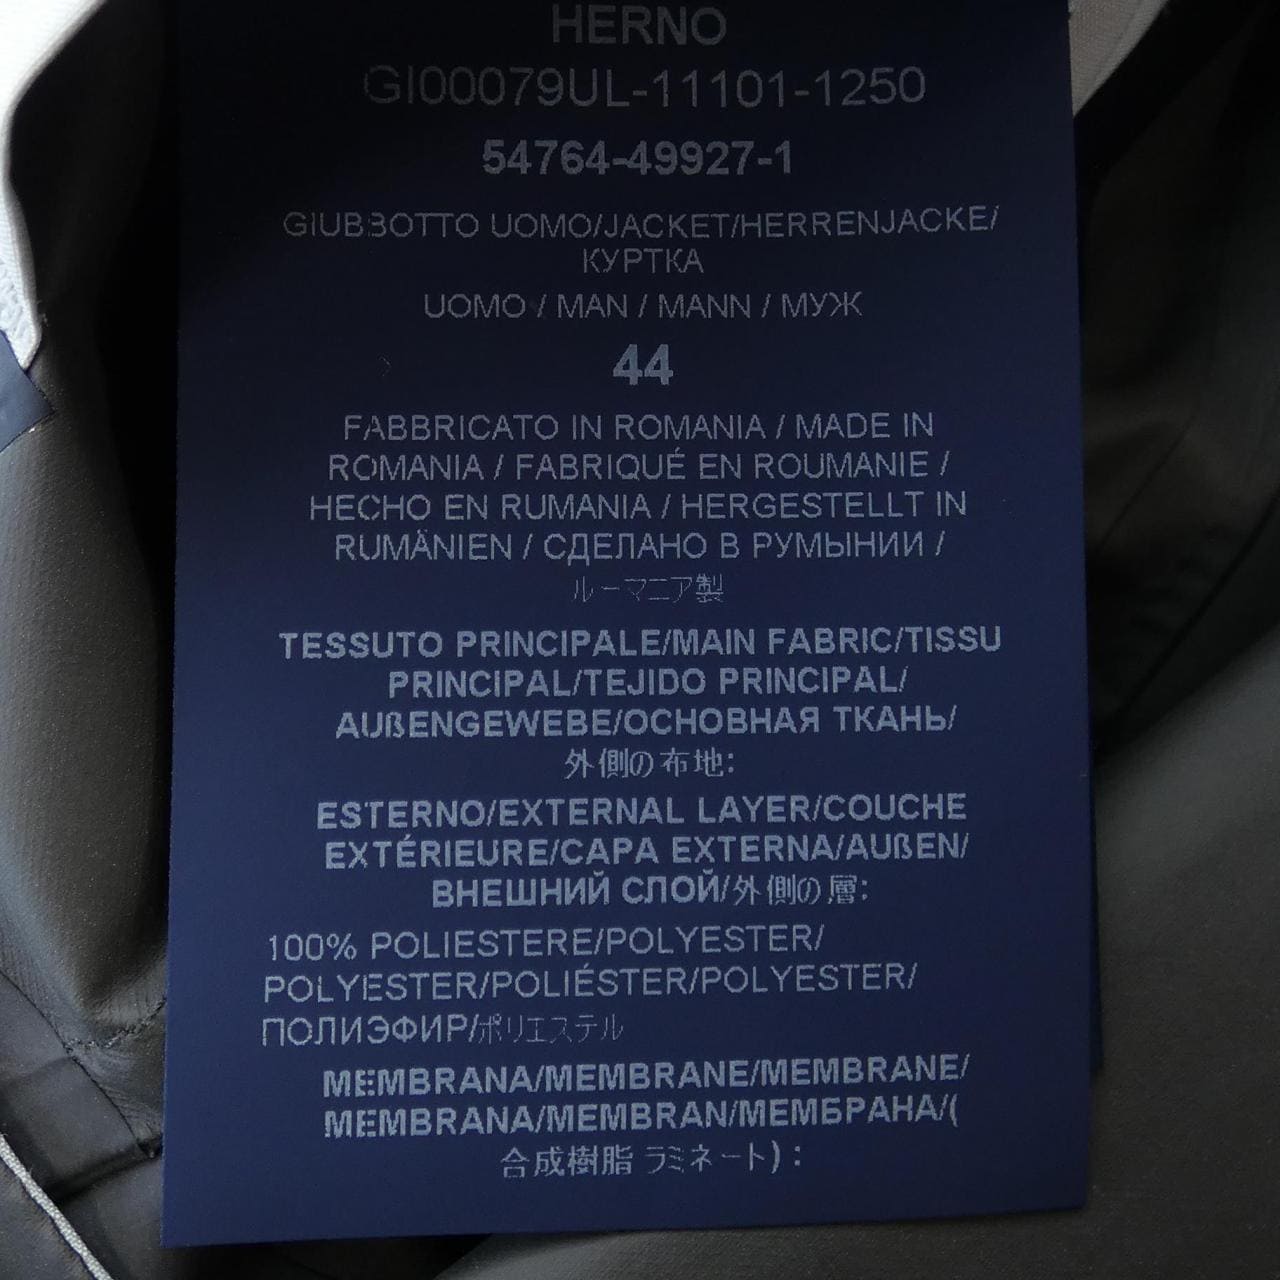 HERNO
GI00079UL-11101-1250
54764-49927-1
GIUBBOTTO UOMO/JACKET/HERRENJACKE/
КУРТКА
UOMO / MAN / MANN / МУЖ
44
FABBRICATO IN ROMANIA / MADE IN
ROMANIA / FABRIQUÉ EN ROUMANIE /
HECHO EN RUMANIA / HERGESTELLT IN
RUMÄNIEN / СДЕЛАНО В РУМЫНИИ /
ルーマニア製
TESSUTO PRINCIPALE/MAIN FABRIC/TISSU
PRINCIPAL/TEJIDO PRINCIPAL/
AUßENGEWEBE/ОСНОВНАЯ ТКАНЬ/
外側の布地:
ESTERNO/EXTERNAL LAYER/COUCHE
EXTÉRIEURE/CAPA EXTERNA/AUßEN/
ВНЕШНИЙ СЛОЙ/外側の層:
100% POLIESTERE/POLYESTER/
POLYESTER/POLIÉSTER/POLYESTER/
ПОЛИЭФИР/ポリエステル
MEMBRANA/MEMBRANE/MEMBRANE/
MEMBRANA/MEMBRAN/МЕМБРАНА/(
合成樹脂 ラミネート):